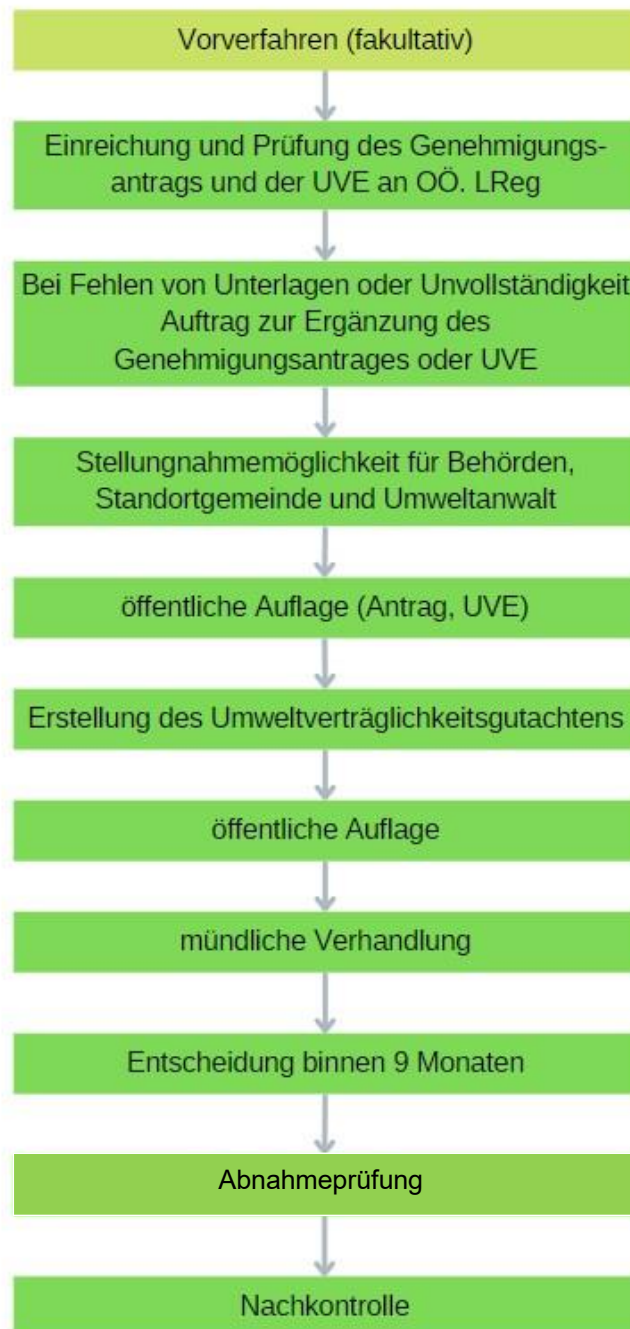 Vorverfahren (fakultativ)
Einreichung und Prüfung des Genehmigungs-
antrags und der UVE an OÖ. LReg
Bei Fehlen von Unterlagen oder Unvollständigkeit
Auftrag zur Ergänzung des
Genehmigungsantrages oder UVE
Stellungnahmemöglichkeit für Behörden,
Standortgemeinde und Umweltanwalt
öffentliche Auflage (Antrag, UVE)
Erstellung des Umweltverträglichkeitsgutachtens
öffentliche Auflage
mündliche Verhandlung
Entscheidung binnen 9 Monaten
Abnahmeprüfung
Nachkontrolle